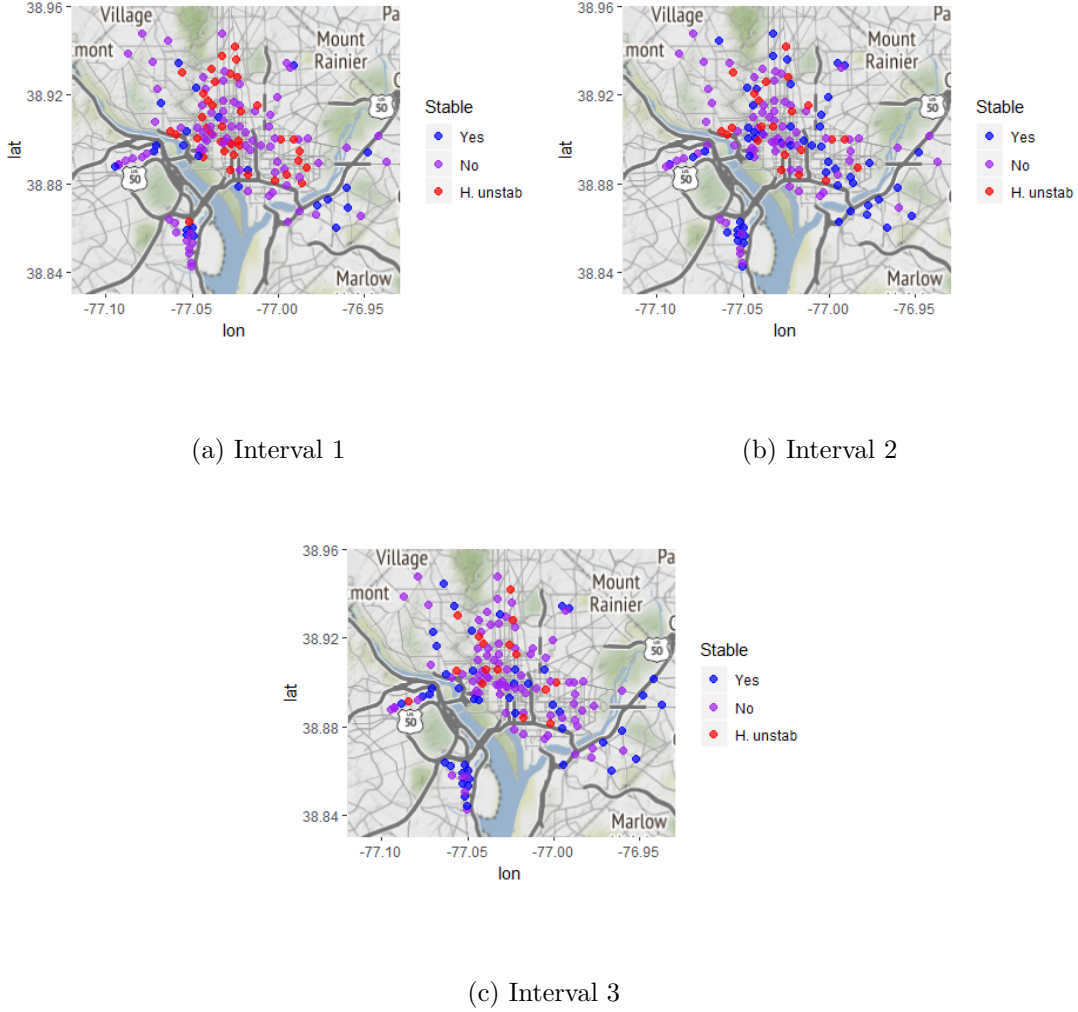 38.96
38.92
38.88
38.84
lat
Village
Pa
Mount
Rainier
mont
50
50
Marlow
-77.10
-77.05
-77.00
-76.95
lon
Stable
Yes
No
H. unstab
(a) Interval 1
38.96
38.92
38.88
38.84
lat
Village
Pa
Mount
Rainier
mont
50
50
Marlow
-77.10
-77.05
-77.00
-76.95
lon
Stable
Yes
No
H. unstab
(b) Interval 2
38.96
38.92
38.88
38.84
lat
Village
Pa
Mount
Rainier
mont
50
50
Marlow
-77.10
-77.05
-77.00
-76.95
lon
Stable
Yes
No
H. unstab
(c) Interval 3